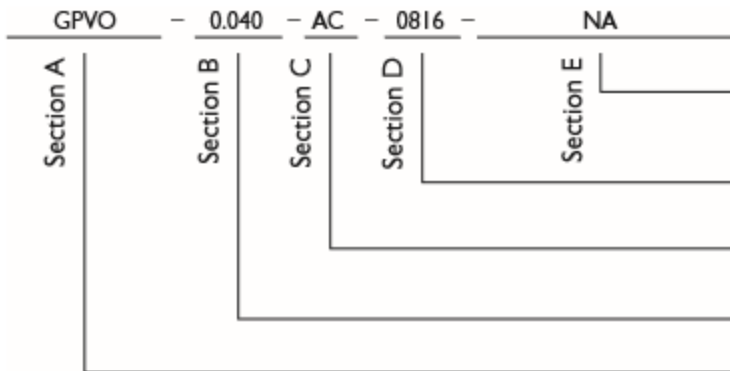 GPVO – 0.040 – AC – 0816 – NA
Section A
Section B
Section C
Section D
Section E